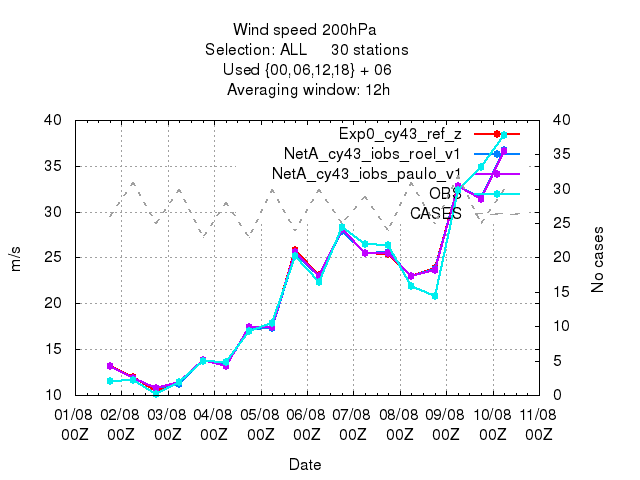 Wind speed 200hPa
Selection: ALL 30 stations
Used {00,06,12,18} + 06
Averaging window: 12h
Exp0_cy43_ref_z
NetA_cy43_iobs_roel_v1
NetA_cy43_iobs_paulo_v1
OBS
CASES
40
35
30
25
20
15
10
m/s
40
35
30
25
20
15
10
5
0
No cases
01/08 02/08 03/08 04/08 05/08 06/08 07/08 08/08 09/08 10/08 11/08
00Z 00Z 00Z 00Z 00Z 00Z 00Z 00Z 00Z 00Z 00Z
Date